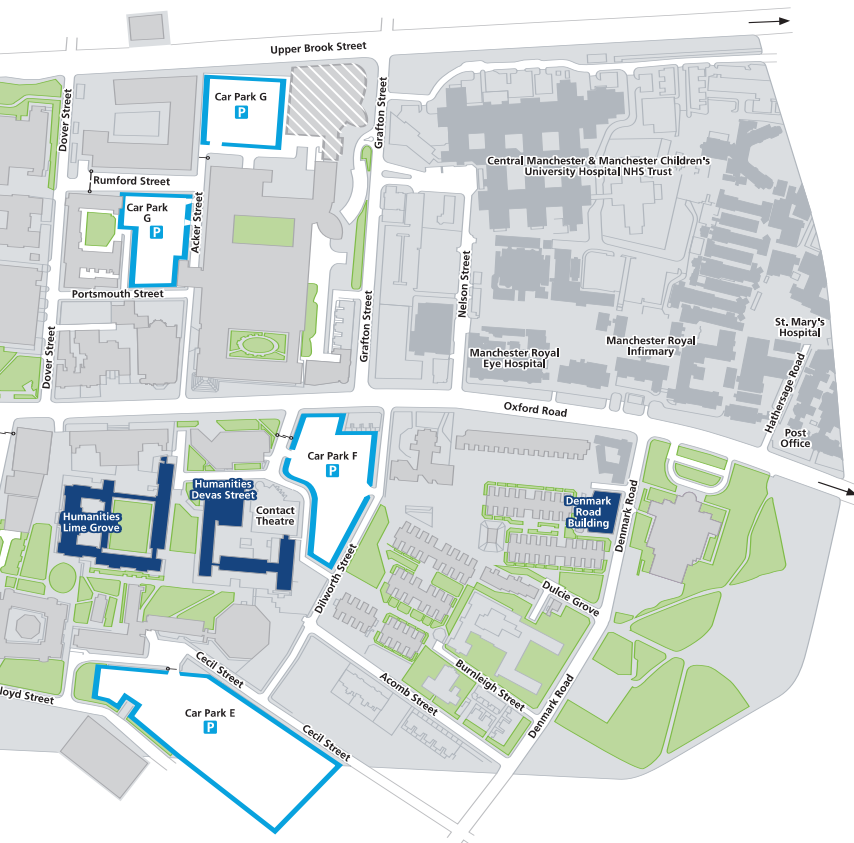 Upper Brook Street
Car Park G
P
Dover Street
Grafton Street
Central Manchester & Manchester Children's
University Hospital NHS Trust
Rumford Street
Car Park
G
P
Acker Street
Portsmouth Street
Nelson Street
Grafton Street
Dover Street
St. Mary's
Hospital
Manchester Royal
Eye Hospital
Manchester Royal
Infirmary
Hathersage Road
Oxford Road
Post
Office
Car Park F
P
Humanities
Devas Street
Humanities
Lime Grove
Contact
Theatre
Denmark
Road
Building
Denmark Road
Dilworth Street
Dulcie Grove
Cecil Street
Burnleigh Street
Acomb Street
Denmark Road
loyd Street
Car Park E
P
Cecil Street